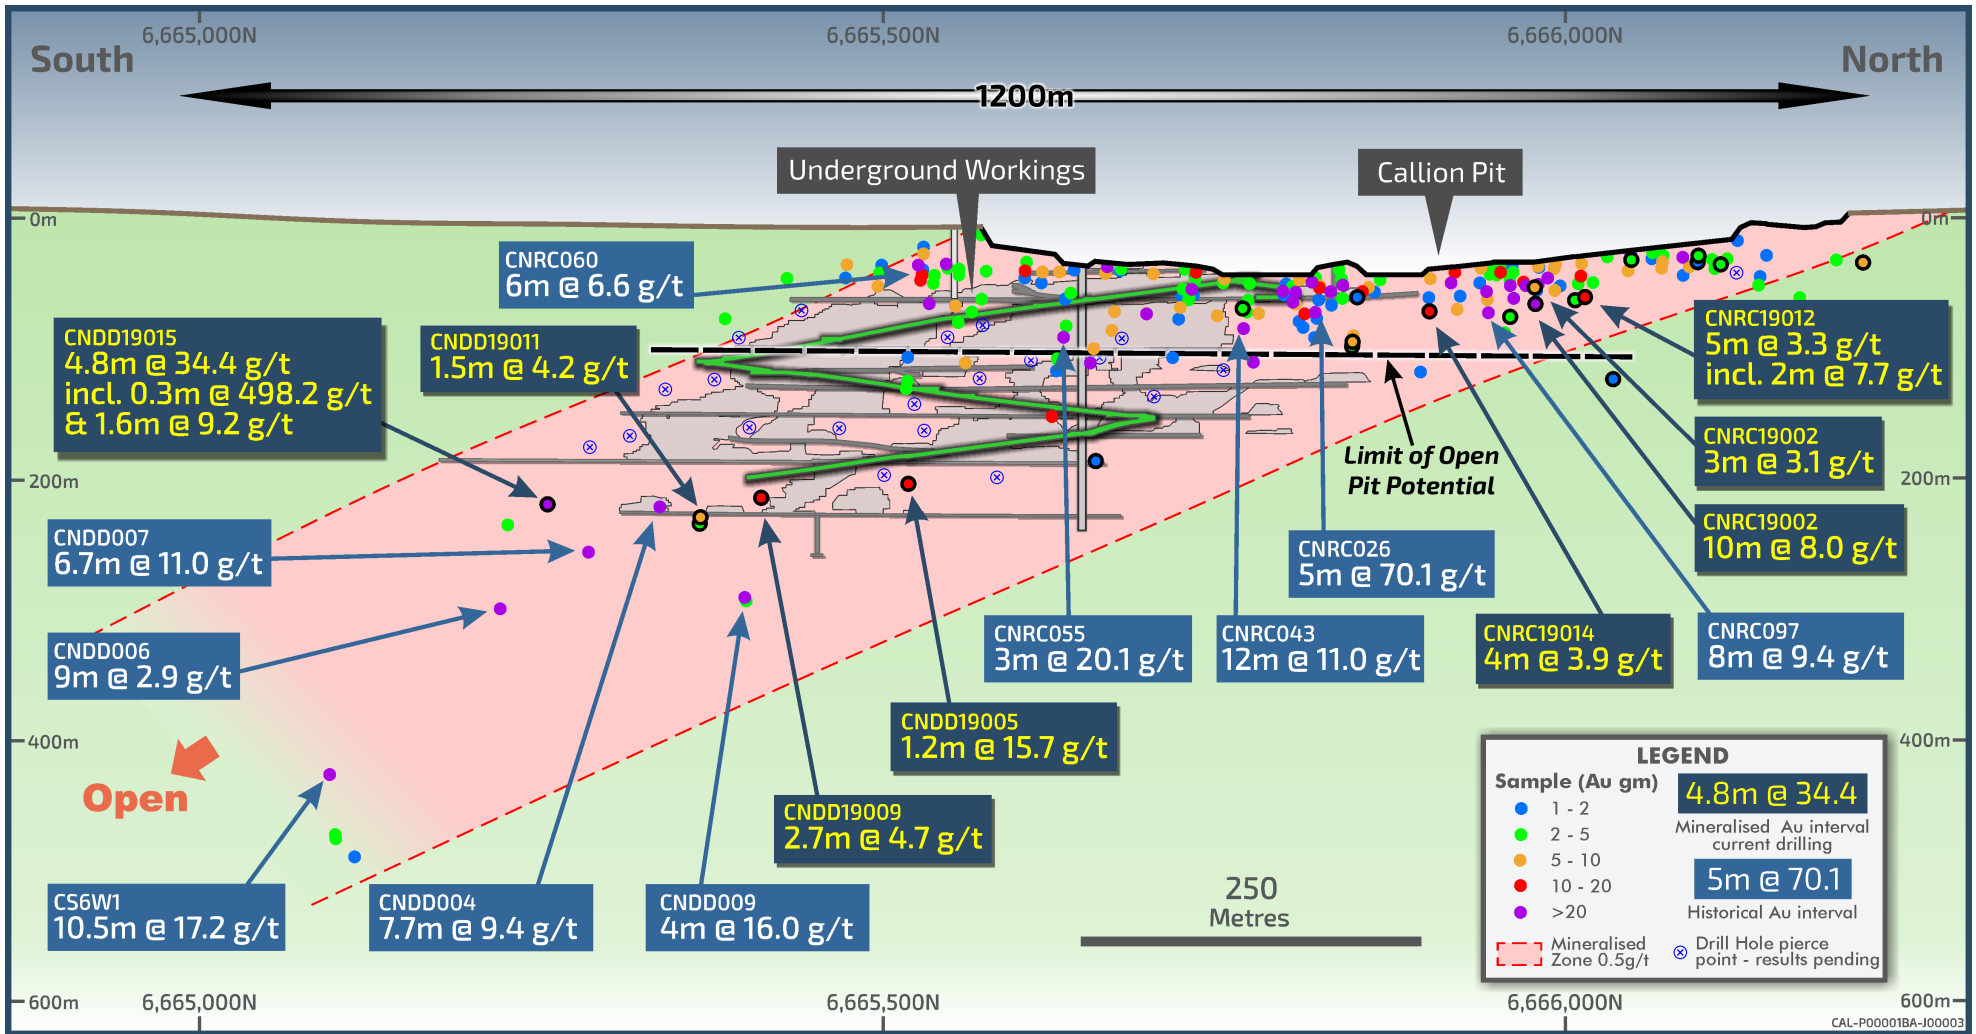 6,665,000N
6,665,500N
6,666,000N
South
North
1200m
Underground Workings
Callion Pit
0m
0m
CNRC060
6m @ 6.6 g/t
CNDD19015
4.8m @ 34.4 g/t
incl. 0.3m @ 498.2 g/t
& 1.6m @ 9.2 g/t
CNDD19011
1.5m @ 4.2 g/t
CNRC19012
5m @ 3.3 g/t
incl. 2m @ 7.7 g/t
CNRC19002
3m @ 3.1 g/t
Limit of Open
Pit Potential
200m
200m
CNRC19002
10m @ 8.0 g/t
CNDD007
6.7m @ 11.0 g/t
CNRC026
5m @ 70.1 g/t
CNDD006
9m @ 2.9 g/t
CNRC055
3m @ 20.1 g/t
CNRC043
12m @ 11.0 g/t
CNRC19014
4m @ 3.9 g/t
CNRC097
8m @ 9.4 g/t
CNDD19005
1.2m @ 15.7 g/t
400m
400m
Open
CNDD19009
2.7m @ 4.7 g/t
CS6W1
10.5m @ 17.2 g/t
CNDD004
7.7m @ 9.4 g/t
CNDD009
4m @ 16.0 g/t
250
Metres
LEGEND
Sample (Au gm)
1 - 2
2 - 5
5 - 10
10 - 20
>20
Mineralised
Zone 0.5g/t
4.8m @ 34.4
Mineralised Au interval
current drilling
5m @ 70.1
Historical Au interval
Drill Hole pierce
point - results pending
600m
600m
6,665,000N
6,665,500N
6,666,000N
CAL-P00001BA-J00003